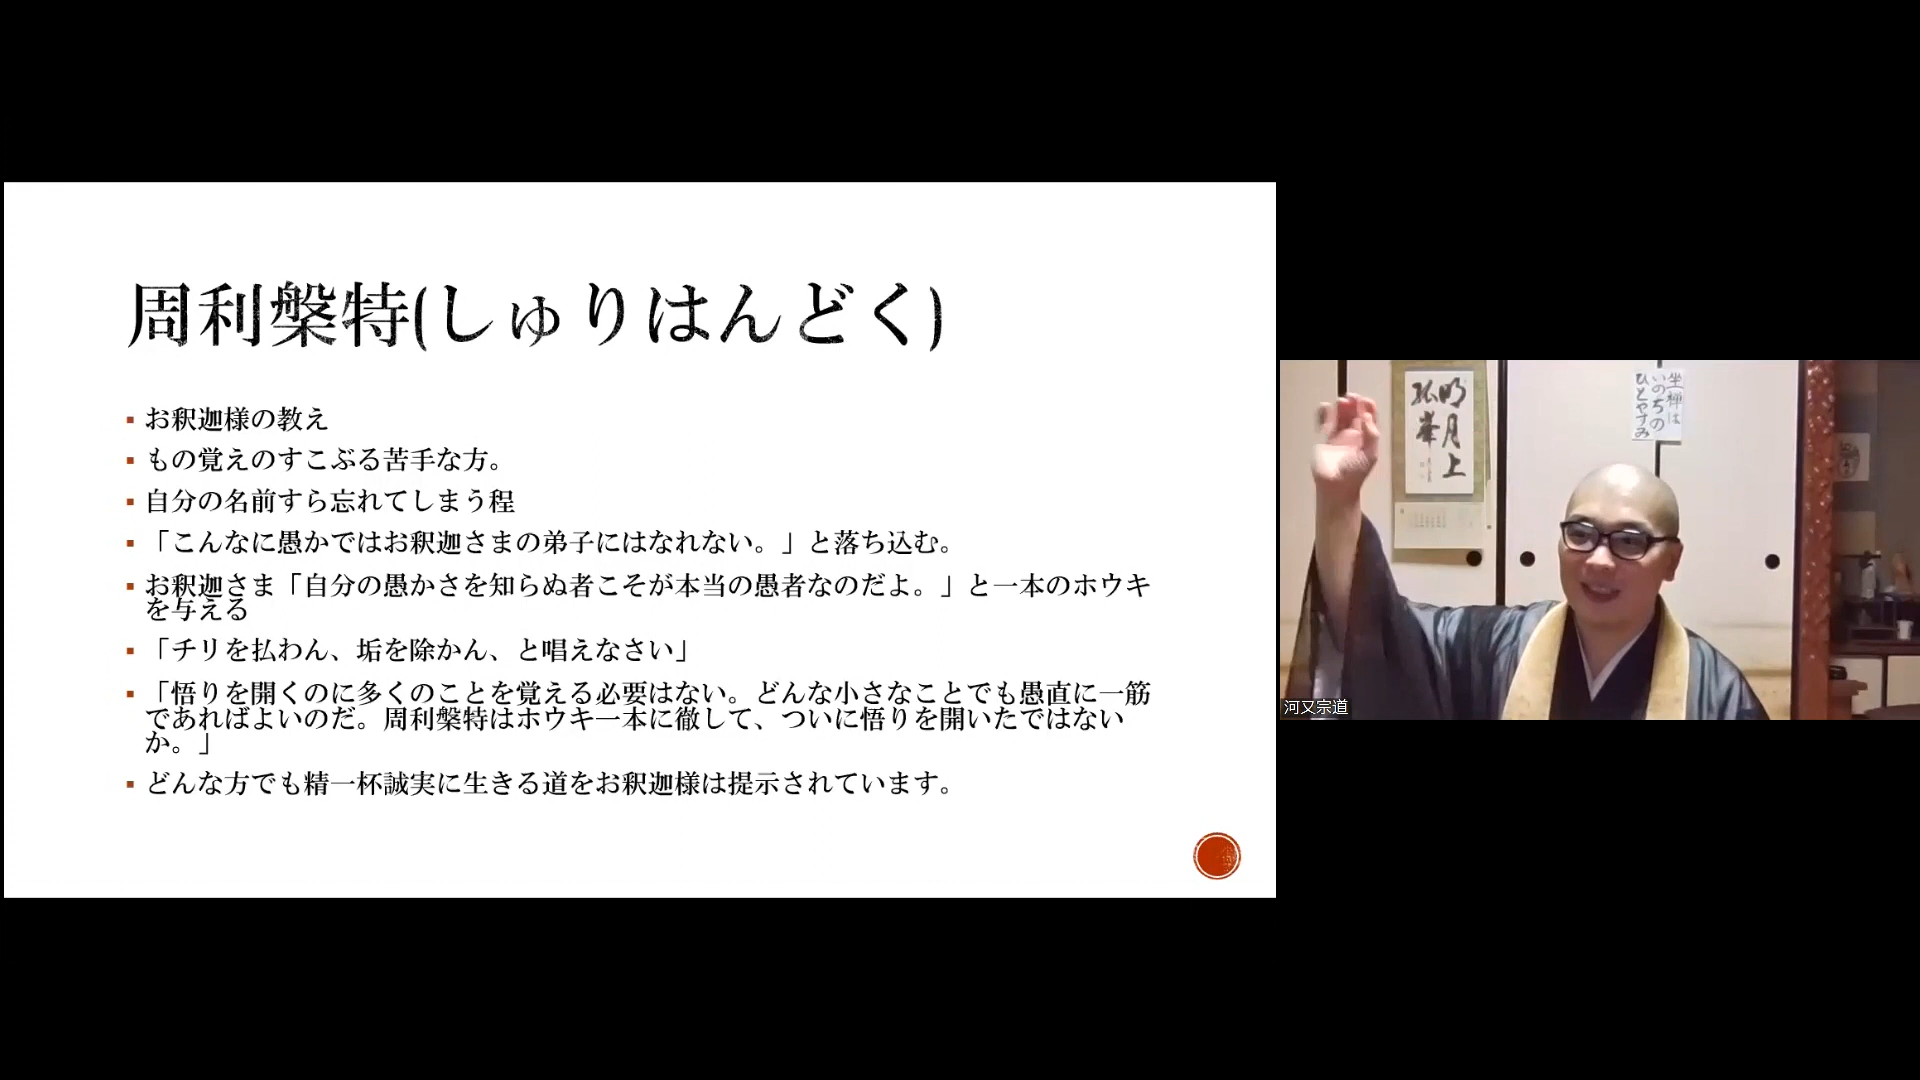 周利槃特(しゅりはんどく)
お釈迦様の教え
もの覚えのすこぶる苦手な方。
自分の名前すら忘れてしまう程
「こんなに愚かではお釈迦さまの弟子にはなれない。」と落ち込む。
お釈迦さま「自分の愚かさを知らぬ者こそが本当の愚者なのだよ。」と一本のホウキ
を与える
「チリを払わん、垢を除かん、と唱えなさい」
「悟りを開くのに多くのことを覚える必要はない。どんな小さなことでも愚直に一筋
であればよいのだ。周利槃特はホウキ一本に徹して、ついに悟りを開いたではない
か。」
どんな方でも精一杯誠実に生きる道をお釈迦様は提示されています。
明月上
孤峯
坐禅は
いのちの
ひとやすみ
河又宗道